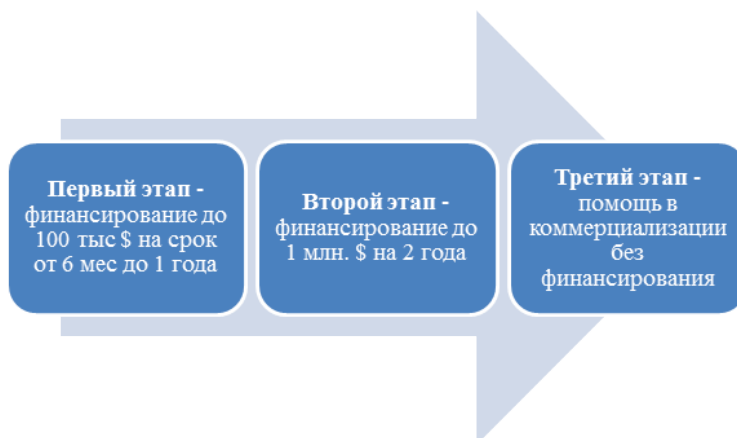 Первый этап -
финансирование до
100 тыс $ на срок
от 6 мес до 1 года
Второй этап -
финансирование до
1 млн. $ на 2 года
Третий этап -
помощь в
коммерциализации
без
финансирования